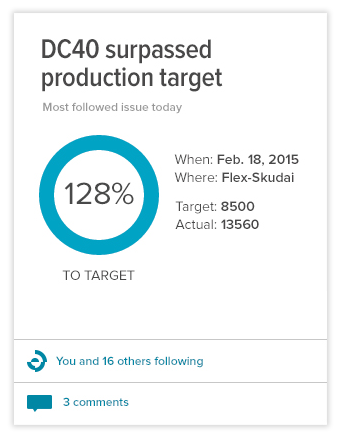 DC40 surpassed
production target
Most followed issue today
128%
TO TARGET
When: Feb. 18, 2015
Where: Flex-Skudai
Target: 8500
Actual: 13560
You and 16 others following
3 comments